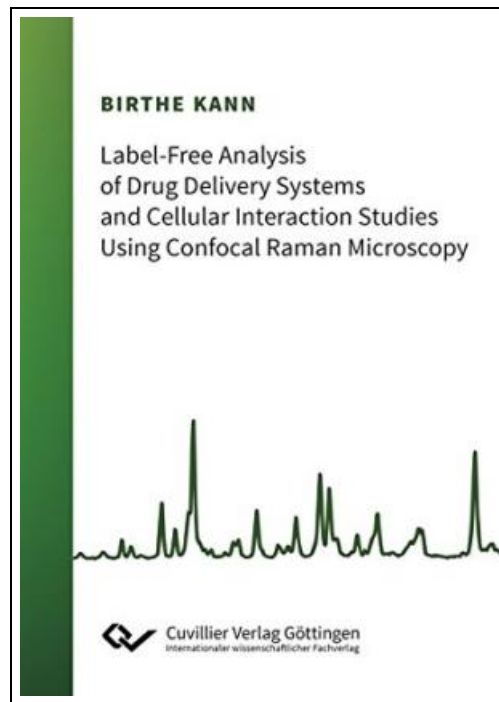 BIRTHE KANN
Label-Free Analysis
of Drug Delivery Systems
and Cellular Interaction Studies
Using Confocal Raman Microscopy
Cuvillier Verlag Göttingen
Internationaler wissenschaftlicher Fachverlag